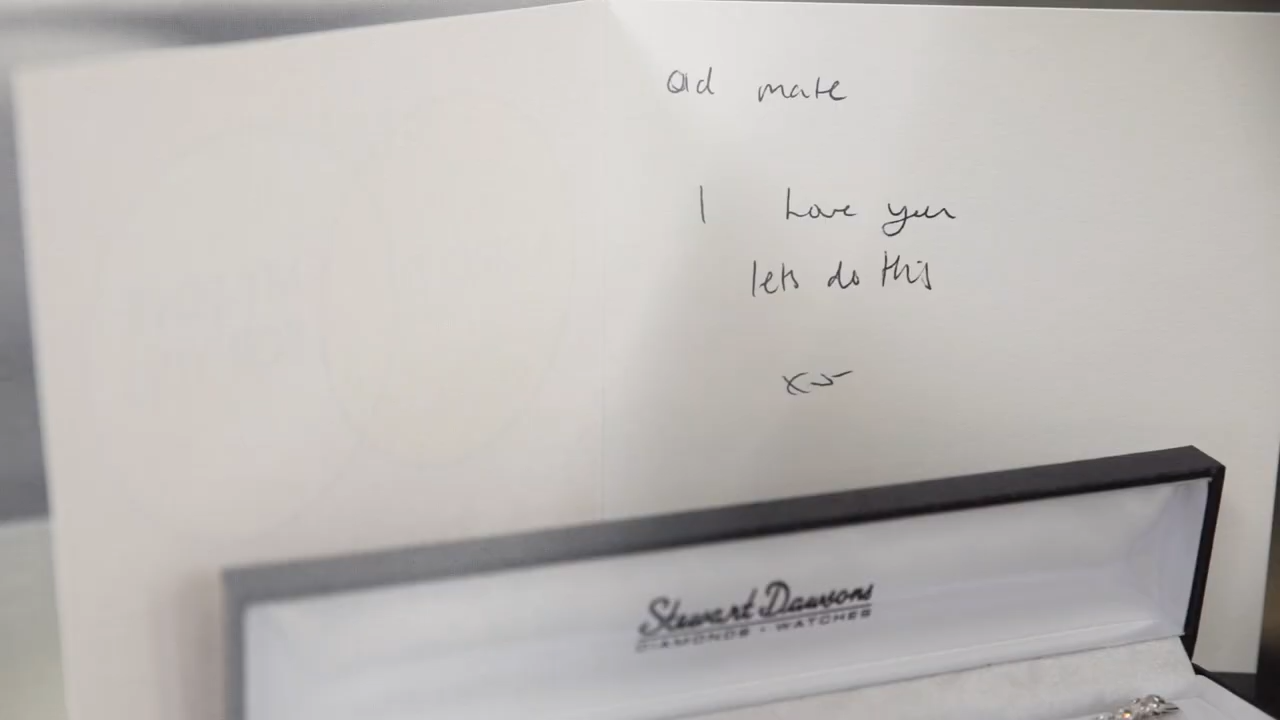 Old mate
I love you
lets do this
Stewart Dawsons
DIAMONDS • WATCHES